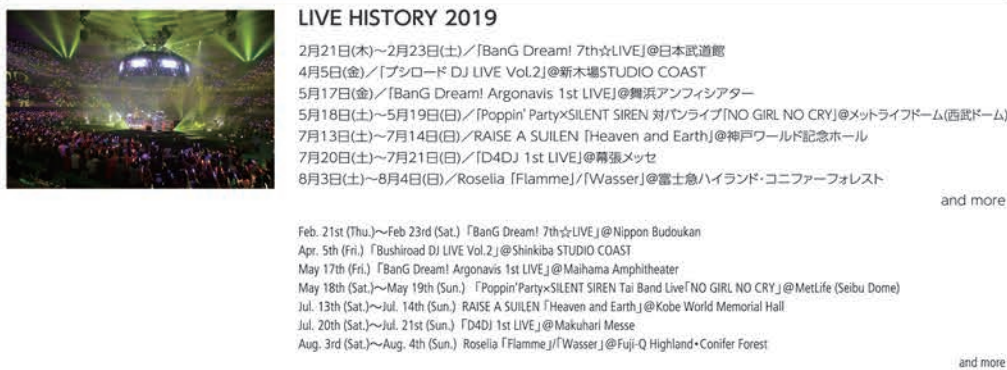 LIVE HISTORY 2019
2月21日(木)〜2月23日(土)／「BanG Dream! 7th☆LIVE」@日本武道館
4月5日(金)／「ブシロード DJ LIVE Vol.2」@新木場STUDIO COAST
5月17日(金)／「BanG Dream! Argonavis 1st LIVE」@舞浜アンフィシアター
5月18日(土)〜5月19日(日)／「Poppin'Party×SILENT SIREN 対バンライブ「NO GIRL NO CRY」@メットライフドーム(西武ドーム)
7月13日(土)〜7月14日(日)／RAISE A SUILEN「Heaven and Earth」@神戸ワールド記念ホール
7月20日(土)〜7月21日(日)／「D4DJ 1st LIVE」@幕張メッセ
8月3日(土)〜8月4日(日)／Roselia「Flamme」/「Wasser」@富士急ハイランド・コニファーフォレスト
and more
Feb. 21st (Thu.)〜Feb 23rd (Sat.)「BanG Dream! 7th☆LIVE」@Nippon Budoukan
Apr. 5th (Fri.)「Bushiroad DJ LIVE Vol.2」@Shinkiba STUDIO COAST
May 17th (Fri.)「BanG Dream! Argonavis 1st LIVE」@Maihama Amphitheater
May 18th (Sat.)〜May 19th (Sun.)「Poppin'Party×SILENT SIREN Tai Band Live「NO GIRL NO CRY」@MetLife (Seibu Dome)
Jul. 13th (Sat.)〜Jul. 14th (Sun.) RAISE A SUILEN「Heaven and Earth」@Kobe World Memorial Hall
Jul. 20th (Sat.)〜Jul. 21st (Sun.)「D4DJ 1st LIVE」@Makuhari Messe
Aug. 3rd (Sat.)〜Aug. 4th (Sun.) Roselia「Flamme」/「Wasser」@Fuji-Q Highland・Conifer Forest
and more